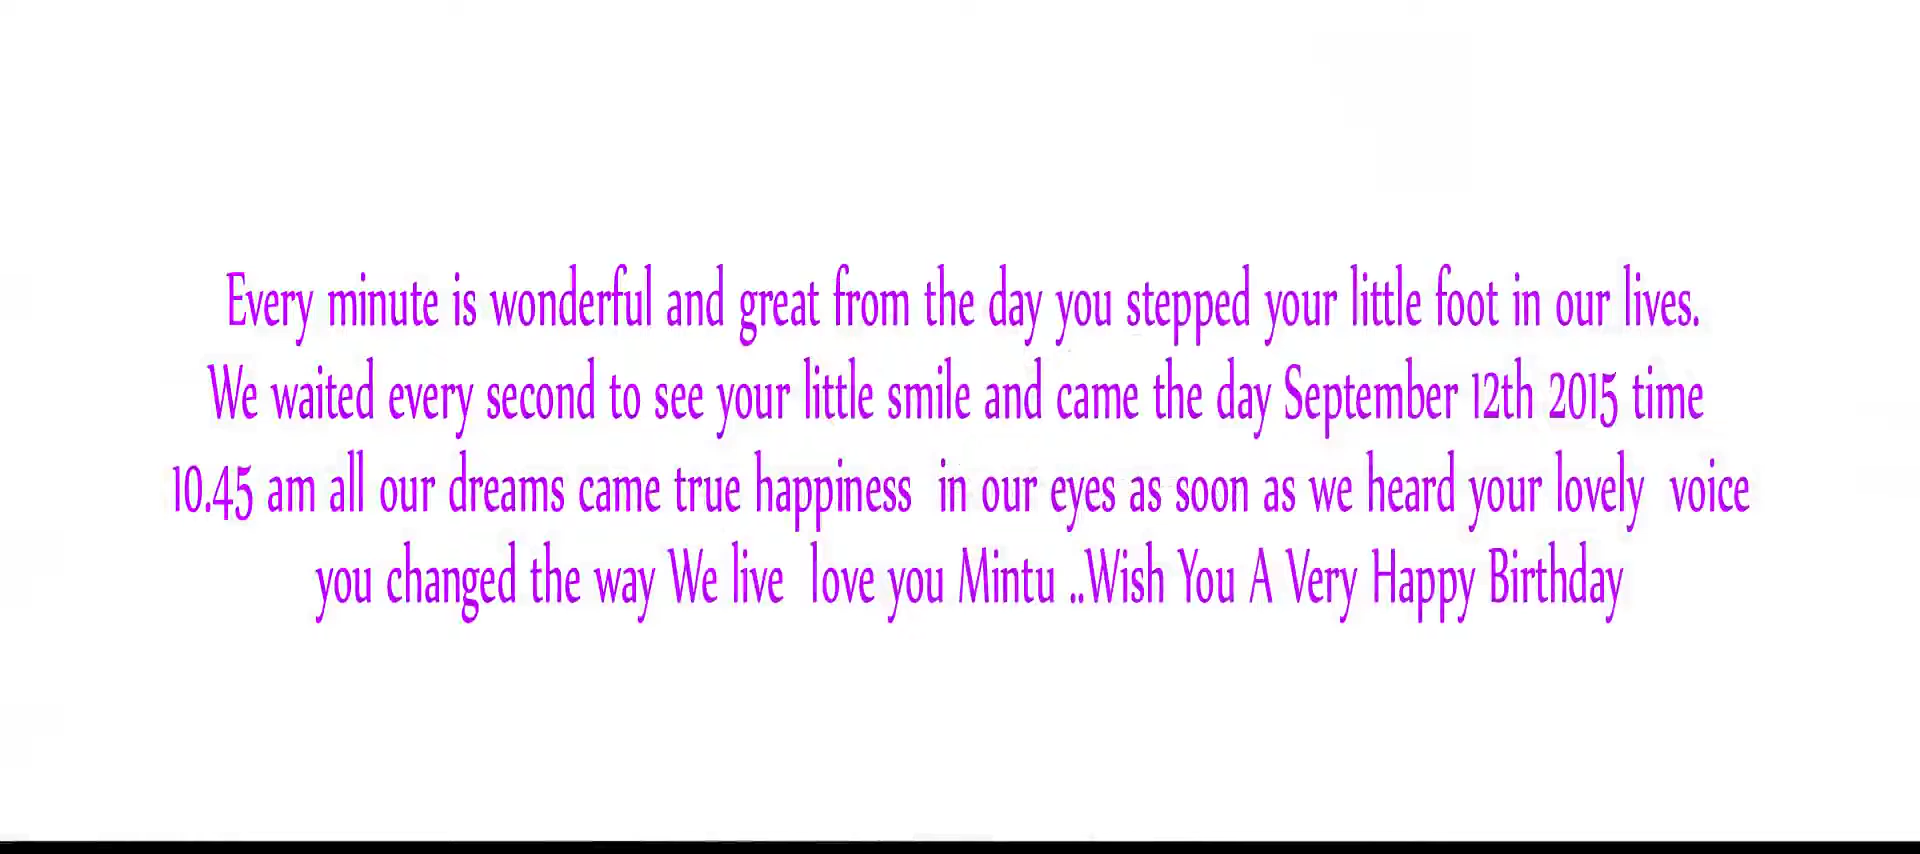 Every minute is wonderful and great from the day you stepped your little foot in our lives.
We waited every second to see your little smile and came the day September 12th 2015 time
10.45 am all our dreams came true happiness  in our eyes as soon as we heard your lovely  voice
you changed the way We live  love you Mintu ..Wish You A Very Happy Birthday